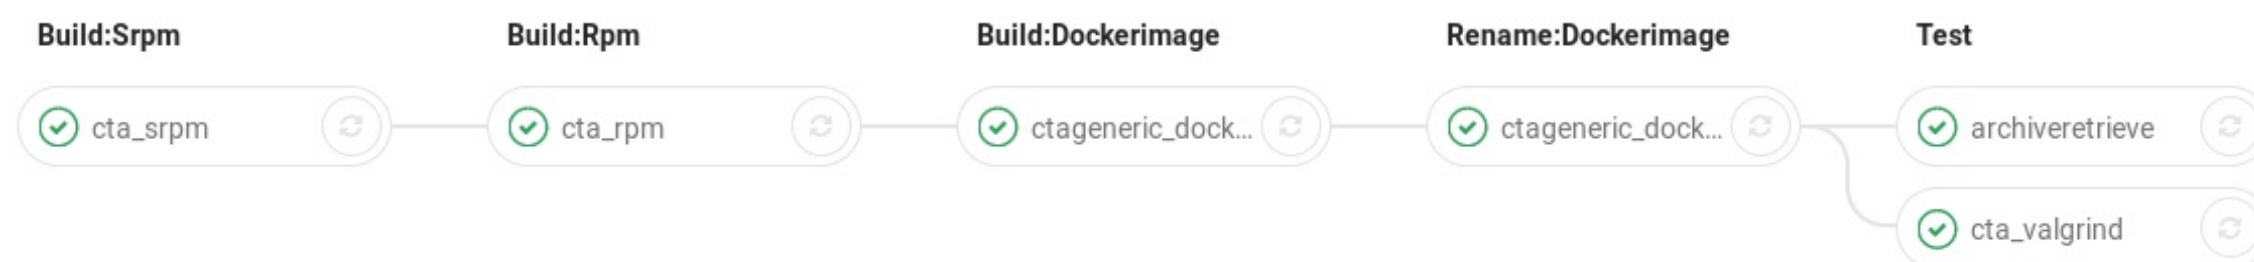 Build:Srpm Build:Rpm Build:Dockerimage Rename:Dockerimage Test
cta_srpm cta_rpm ctageneric_dock... ctageneric_dock... archiveretrieve
cta_valgrind